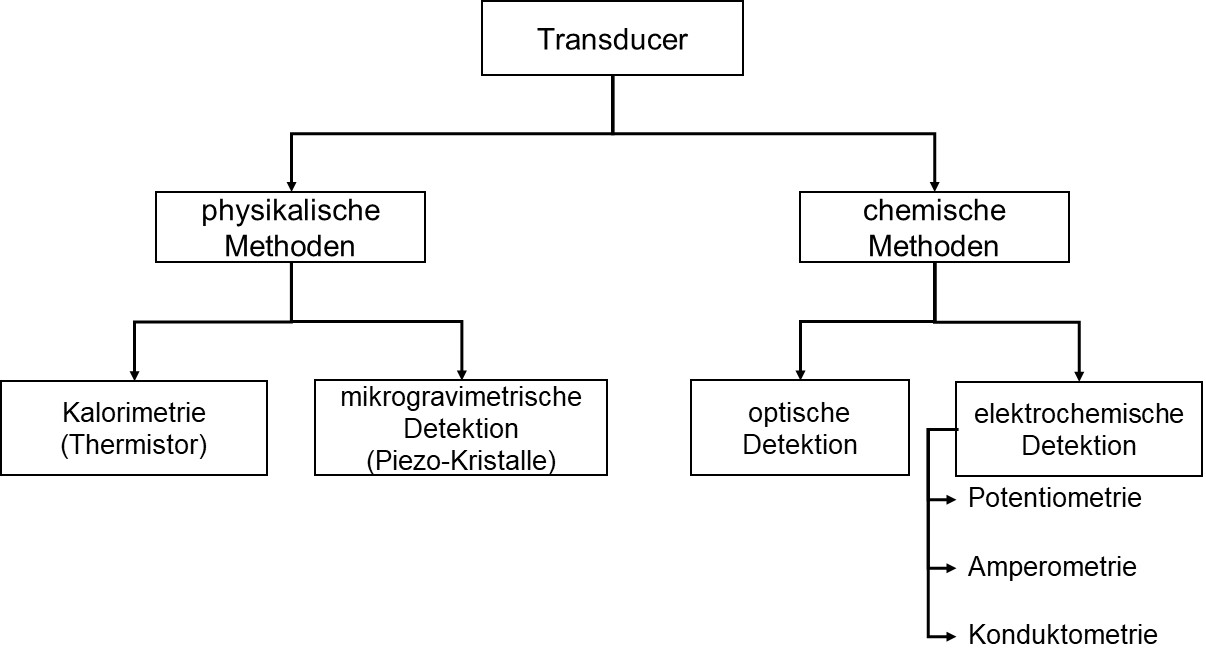 Transducer
physikalische
Methoden
chemische
Methoden
Kalorimetrie
(Thermistor)
mikrogravimetrische
Detektion
(Piezo-Kristalle)
optische
Detektion
elektrochemische
Detektion
Potentiometrie
Amperometrie
Konduktometrie